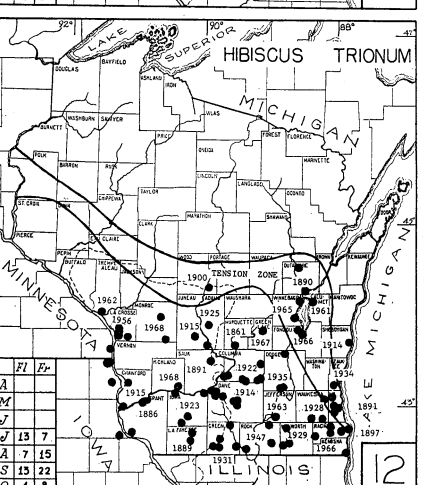 92°
90°
88°
47°
LAKE SUPERIOR
HIBISCUS TRIONUM
MICHIGAN
DOUGLAS
BAYFIELD
ASHLAND
IRON
VILAS
BURNETT
WASHBURN
SAWYER
PRICE
ONEIDA
FOREST
FLORENCE
MARINETTE
POLK
BARRON
RUSK
LINCOLN
LANGLADE
OCONTO
ST. CROIX
DUNN
CHIPPEWA
TAYLOR
DOOR
PIERCE
EAU CLAIRE
CLARK
MARATHON
SHAWANO
45°
PEPIN
BUFFALO
TREMPEALEAU
JACKSON
WOOD
PORTAGE
WAUPACA
BROWN
KEWAUNEE
OUTAGAMIE
TENSION ZONE
1900
1890
MINNESOTA
JUNEAU
ADAMS
WAUSHARA
WINNEBAGO
CALUMET
MANITOWOC
1962
LA CROSSE
1956
MONROE
1968
1925
1965
1961
VERNON
1915
MARQUETTE
GREEN
1861
1967
FOND DU
1966
SHEBOYGAN
1914
RICHLAND
SAUK
COLUMBIA
DODGE
WASHINGTON
OZAUKEE
CRAWFORD
1968
1891
1922
1935
1934
1915
GRANT
IOWA
DANE
1914
JEFFERSON
WAUKESHA
1891
43°
1886
1923
1963
1928
LAKE MICHIGAN
LA FAYETTE
GREEN
ROCK
WALWORTH
RACINE
KENOSHA
1897
1889
1931
1947
1929
1966
IOWA
ILLINOIS
12
Fl Fr
A
M
J
J 13 7
A 7 15
S 13 22